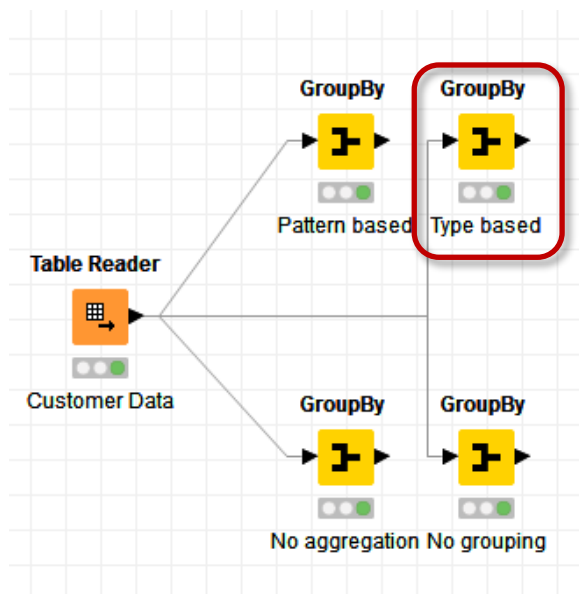 GroupBy
GroupBy
Pattern based
Type based
Table Reader
Customer Data
GroupBy
GroupBy
No aggregation
No grouping